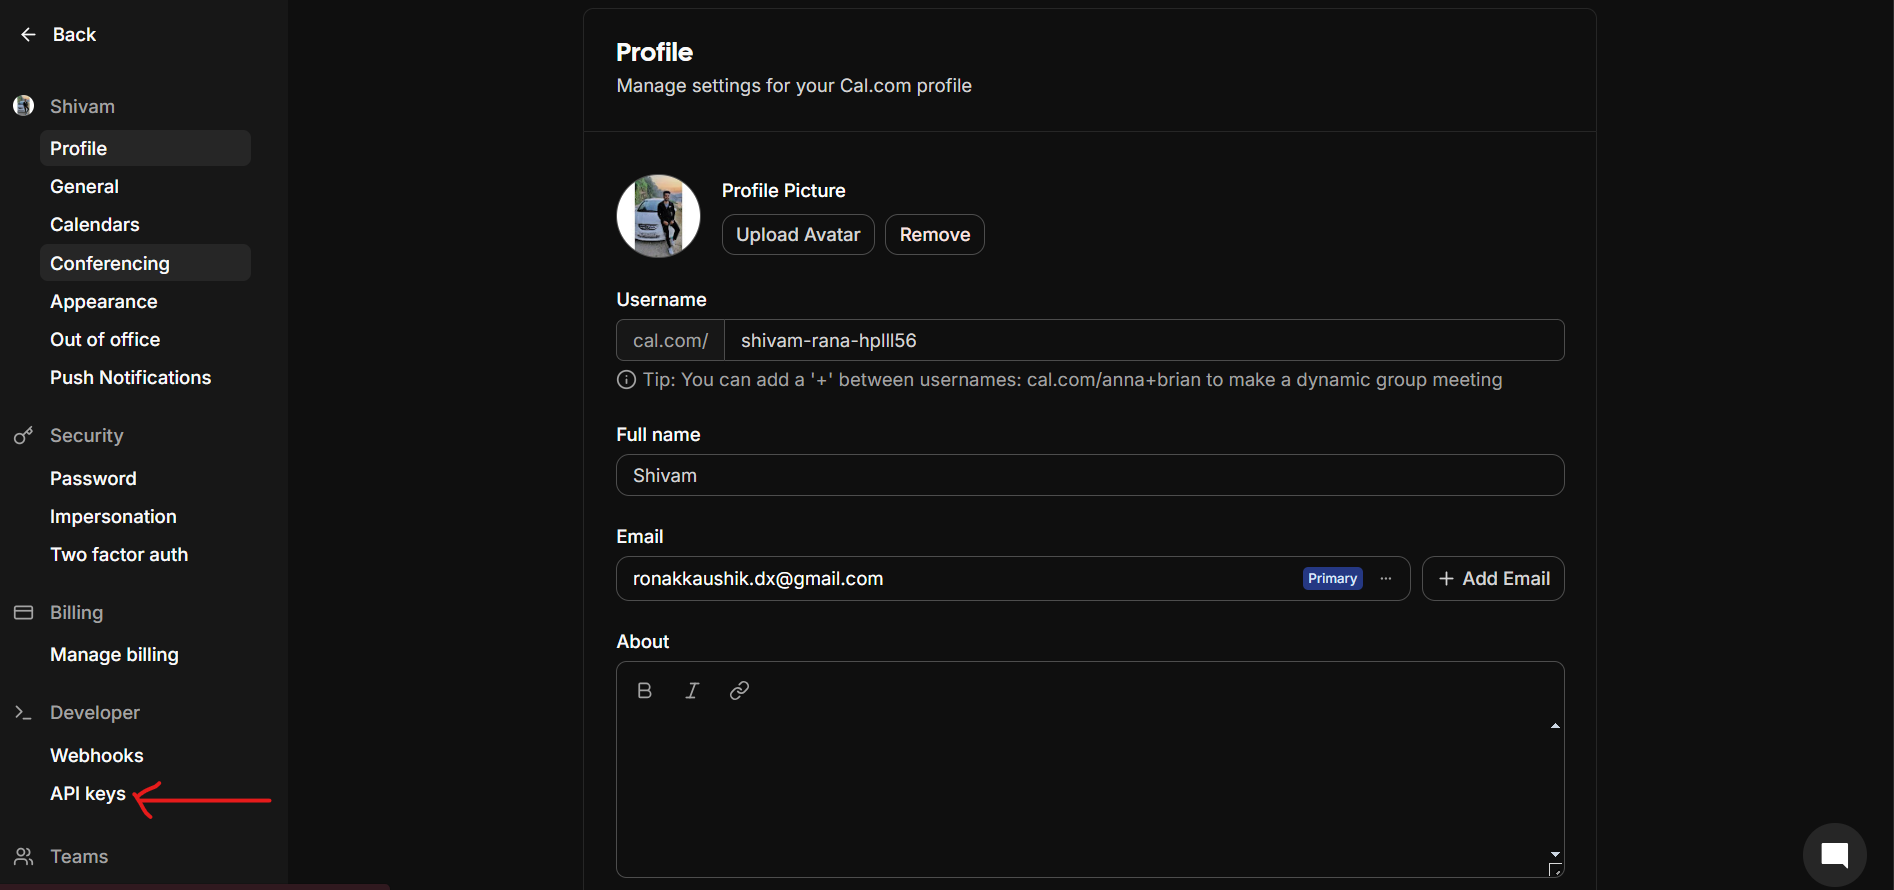 Back
Shivam
Profile
General
Calendars
Conferencing
Appearance
Out of office
Push Notifications
Security
Password
Impersonation
Two factor auth
Billing
Manage billing
Developer
Webhooks
API keys
Teams
Profile
Manage settings for your Cal.com profile
Profile Picture
Upload Avatar Remove
Username
cal.com/ shivam-rana-hplll56
Tip: You can add a '+' between usernames: cal.com/anna+brian to make a dynamic group meeting
Full name
Shivam
Email
ronakkaushik.dx@gmail.com Primary ... + Add Email
About
B I